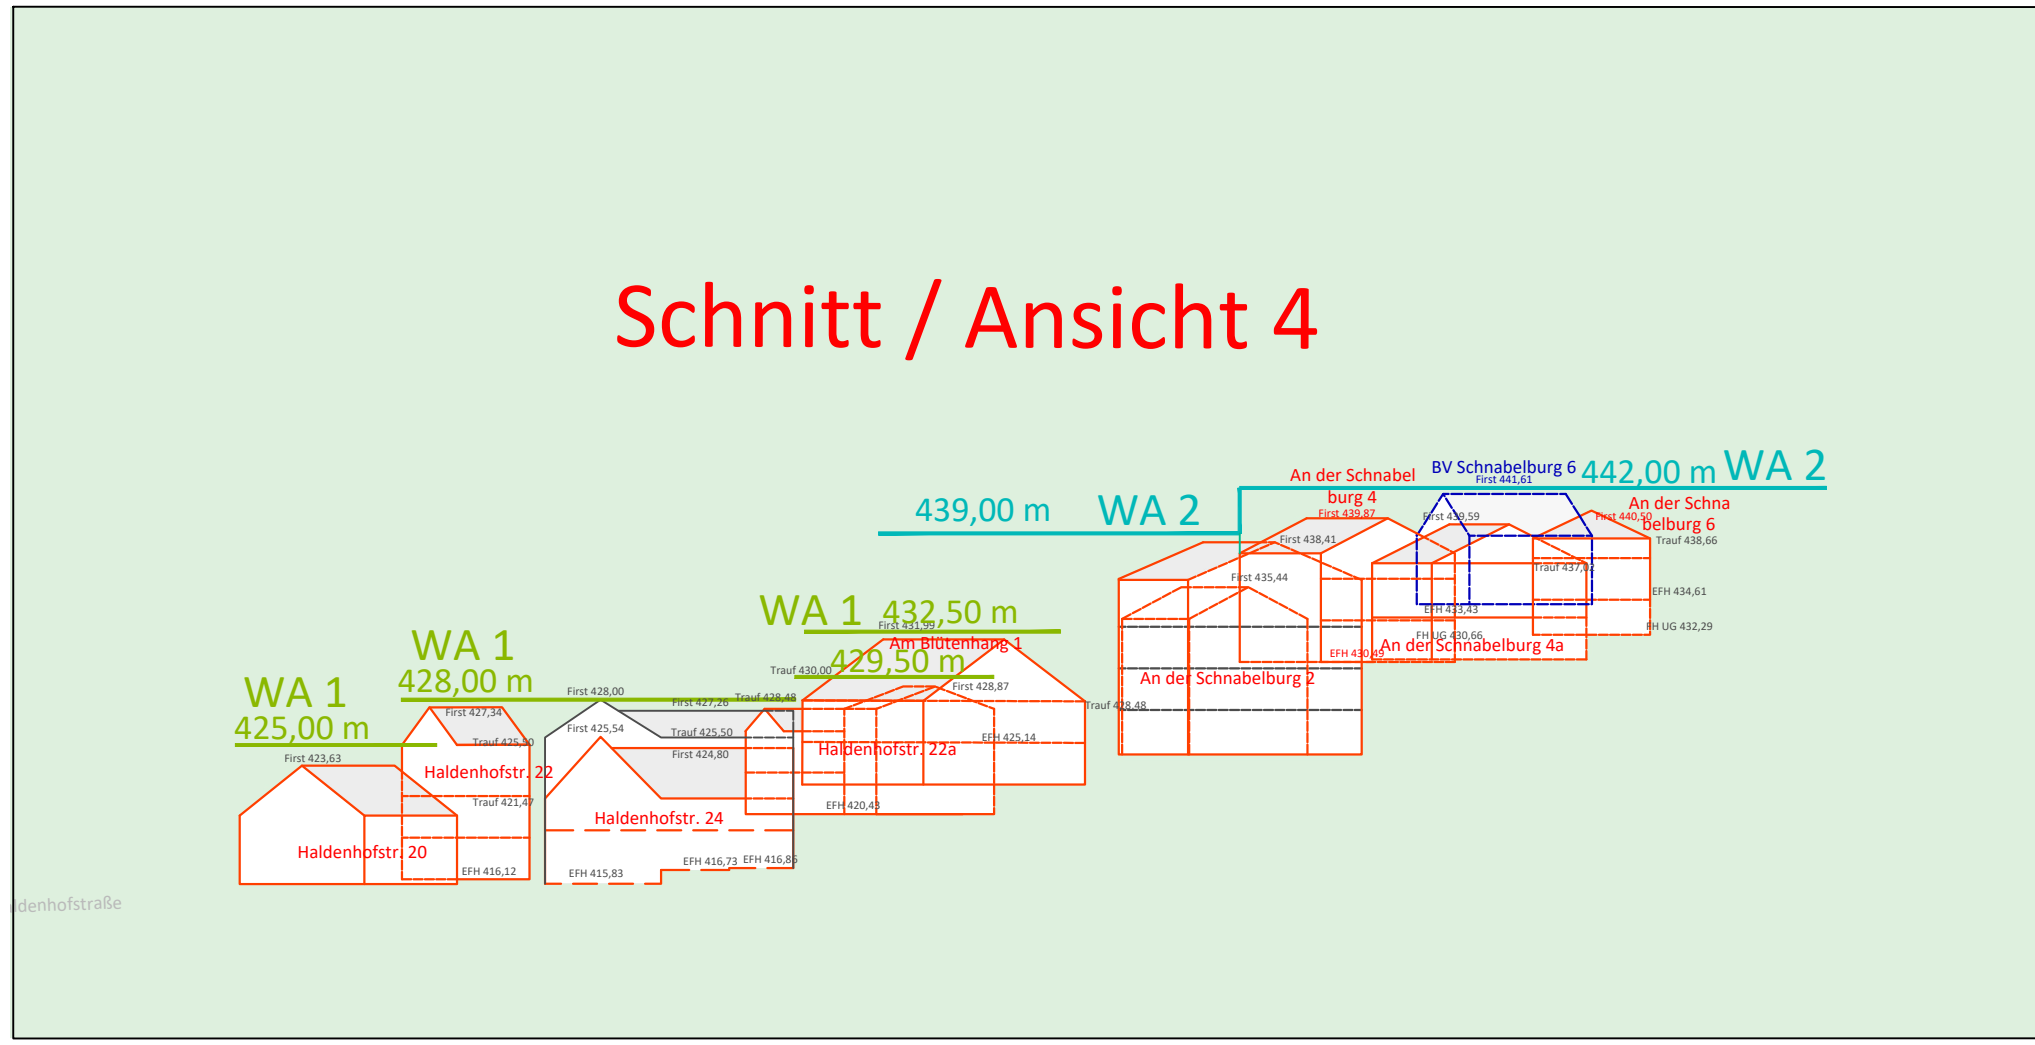 Schnitt / Ansicht 4
BV Schnabelburg 6
First 441,61
442,00 m
WA 2
An der Schnabel
burg 4
First 439,87
439,00 m
WA 2
First 439,59
An der Schna
belburg 6
First 440,50
Trauf 438,66
First 438,41
First 435,44
Trauf 437,02
EFH 434,61
EFH 433,43
FH UG 432,29
FH UG 430,66
EFH 430,49
An der Schnabelburg 4a
An der Schnabelburg 2
WA 1
432,50 m
First 431,99
Am Blütenhang 1
429,50 m
Trauf 430,00
First 428,87
Trauf 428,48
Trauf 428,48
EFH 425,14
Haldenhofstr. 22a
EFH 420,43
WA 1
428,00 m
First 428,00
First 427,26
First 427,34
First 425,54
Trauf 425,50
Trauf 425,50
First 424,80
WA 1
425,00 m
First 423,63
Haldenhofstr. 22
Trauf 421,47
Haldenhofstr. 24
Haldenhofstr. 20
EFH 416,12
EFH 415,83
EFH 416,73
EFH 416,86
ldenhofstraße